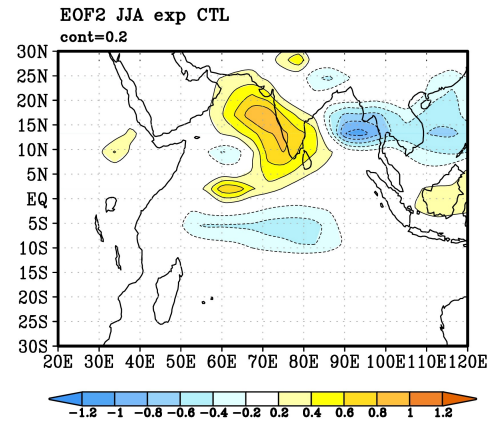 EOF2 JJA exp CTL
cont=0.2
30N
25N
20N
15N
10N
5N
EQ
5S
10S
15S
20S
25S
30S
20E 30E 40E 50E 60E 70E 80E 90E 100E 110E 120E
-1.2 -1 -0.8 -0.6 -0.4 -0.2 0.2 0.4 0.6 0.8 1 1.2